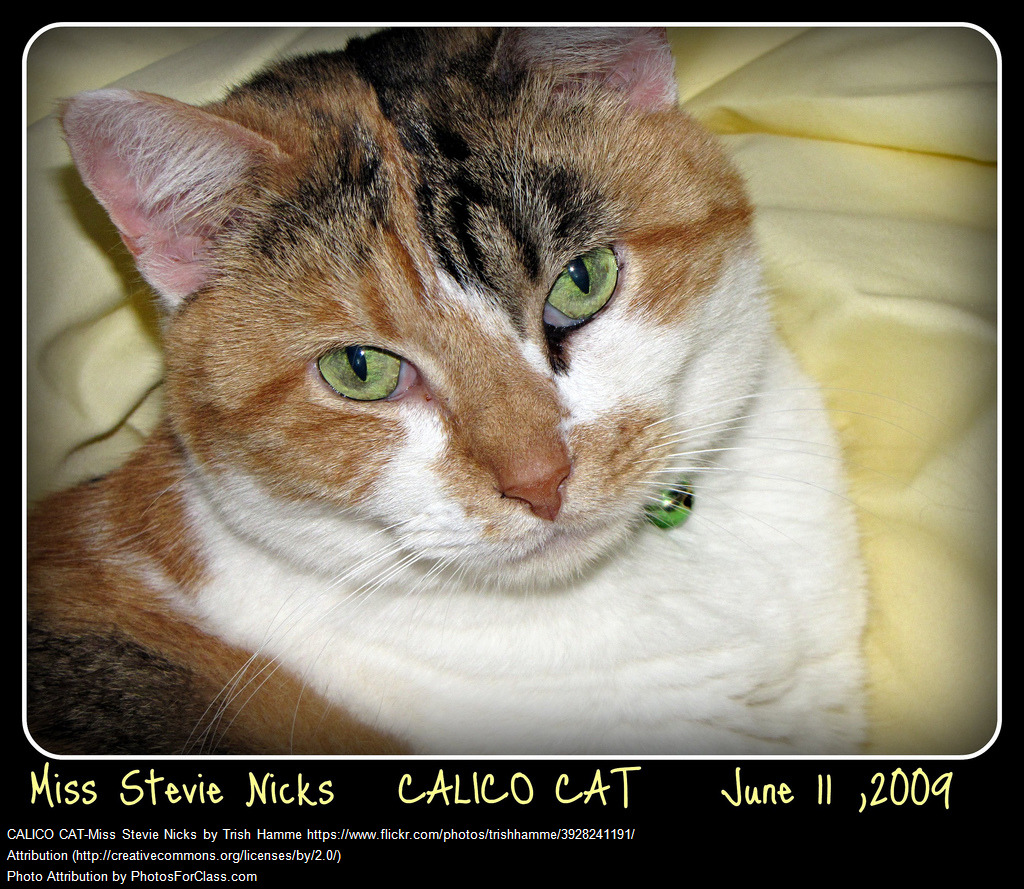 Miss Stevie Nicks CALICO CAT June 11 ,2009
CALICO CAT-Miss Stevie Nicks by Trish Hamme https://www.flickr.com/photos/trishhamme/3928241191/
Attribution (http://creativecommons.org/licenses/by/2.0/)
Photo Attribution by PhotosForClass.com